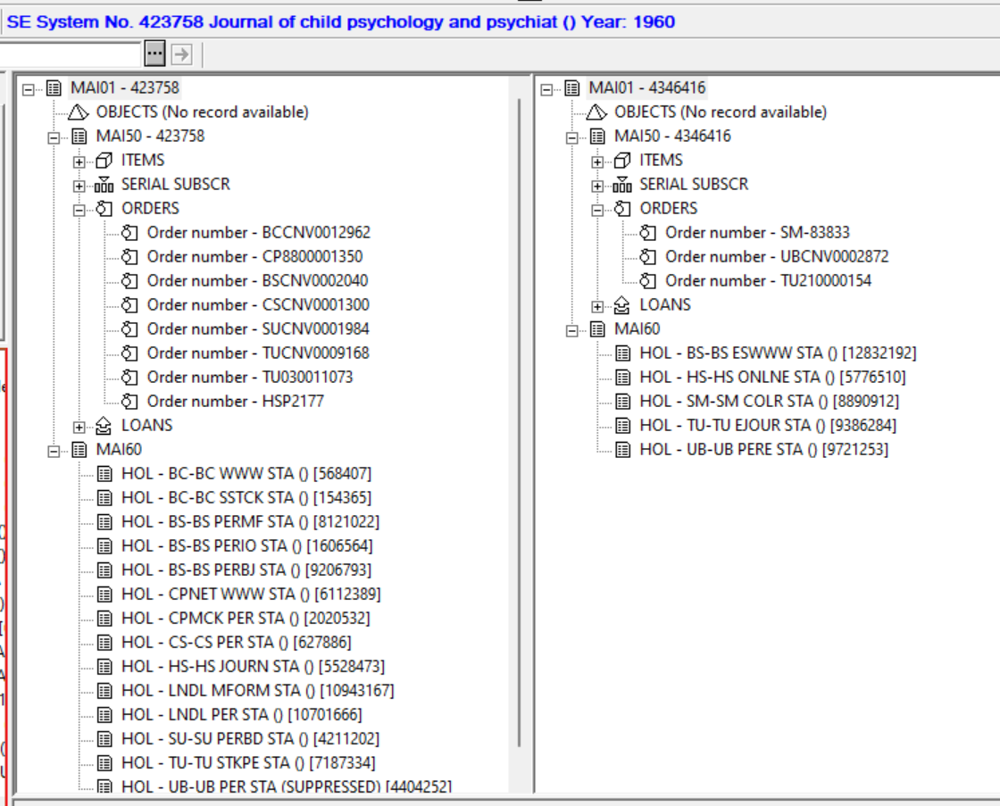 SE System No. 423758 Journal of child psychology and psychiat () Year: 1960
...
MAI01 - 423758
OBJECTS (No record available)
MAI50 - 423758
ITEMS
SERIAL SUBSCR
ORDERS
Order number - BCCNV0012962
Order number - CP8800001350
Order number - BSCNV0002040
Order number - CSCNV0001300
Order number - SUCNV0001984
Order number - TUCNV0009168
Order number - TU030011073
Order number - HSP2177
LOANS
MAI60
HOL - BC-BC WWW STA () [568407]
HOL - BC-BC SSTCK STA () [154365]
HOL - BS-BS PERMF STA () [8121022]
HOL - BS-BS PERIO STA () [1606564]
HOL - BS-BS PERBJ STA () [9206793]
HOL - CPNET WWW STA () [6112389]
HOL - CPMCK PER STA () [2020532]
HOL - CS-CS PER STA () [627886]
HOL - HS-HS JOURN STA () [5528473]
HOL - LNDL MFORM STA () [10943167]
HOL - LNDL PER STA () [10701666]
HOL - SU-SU PERBD STA () [4211202]
HOL - TU-TU STKPE STA () [7187334]
HOL - UB-UB PER STA (SUPPRESSED) [4404252]
MAI01 - 4346416
OBJECTS (No record available)
MAI50 - 4346416
ITEMS
SERIAL SUBSCR
ORDERS
Order number - SM-83833
Order number - UBCNV0002872
Order number - TU210000154
LOANS
MAI60
HOL - BS-BS ESWWW STA () [12832192]
HOL - HS-HS ONLNE STA () [5776510]
HOL - SM-SM COLR STA () [8890912]
HOL - TU-TU EJOUR STA () [9386284]
HOL - UB-UB PERE STA () [9721253]